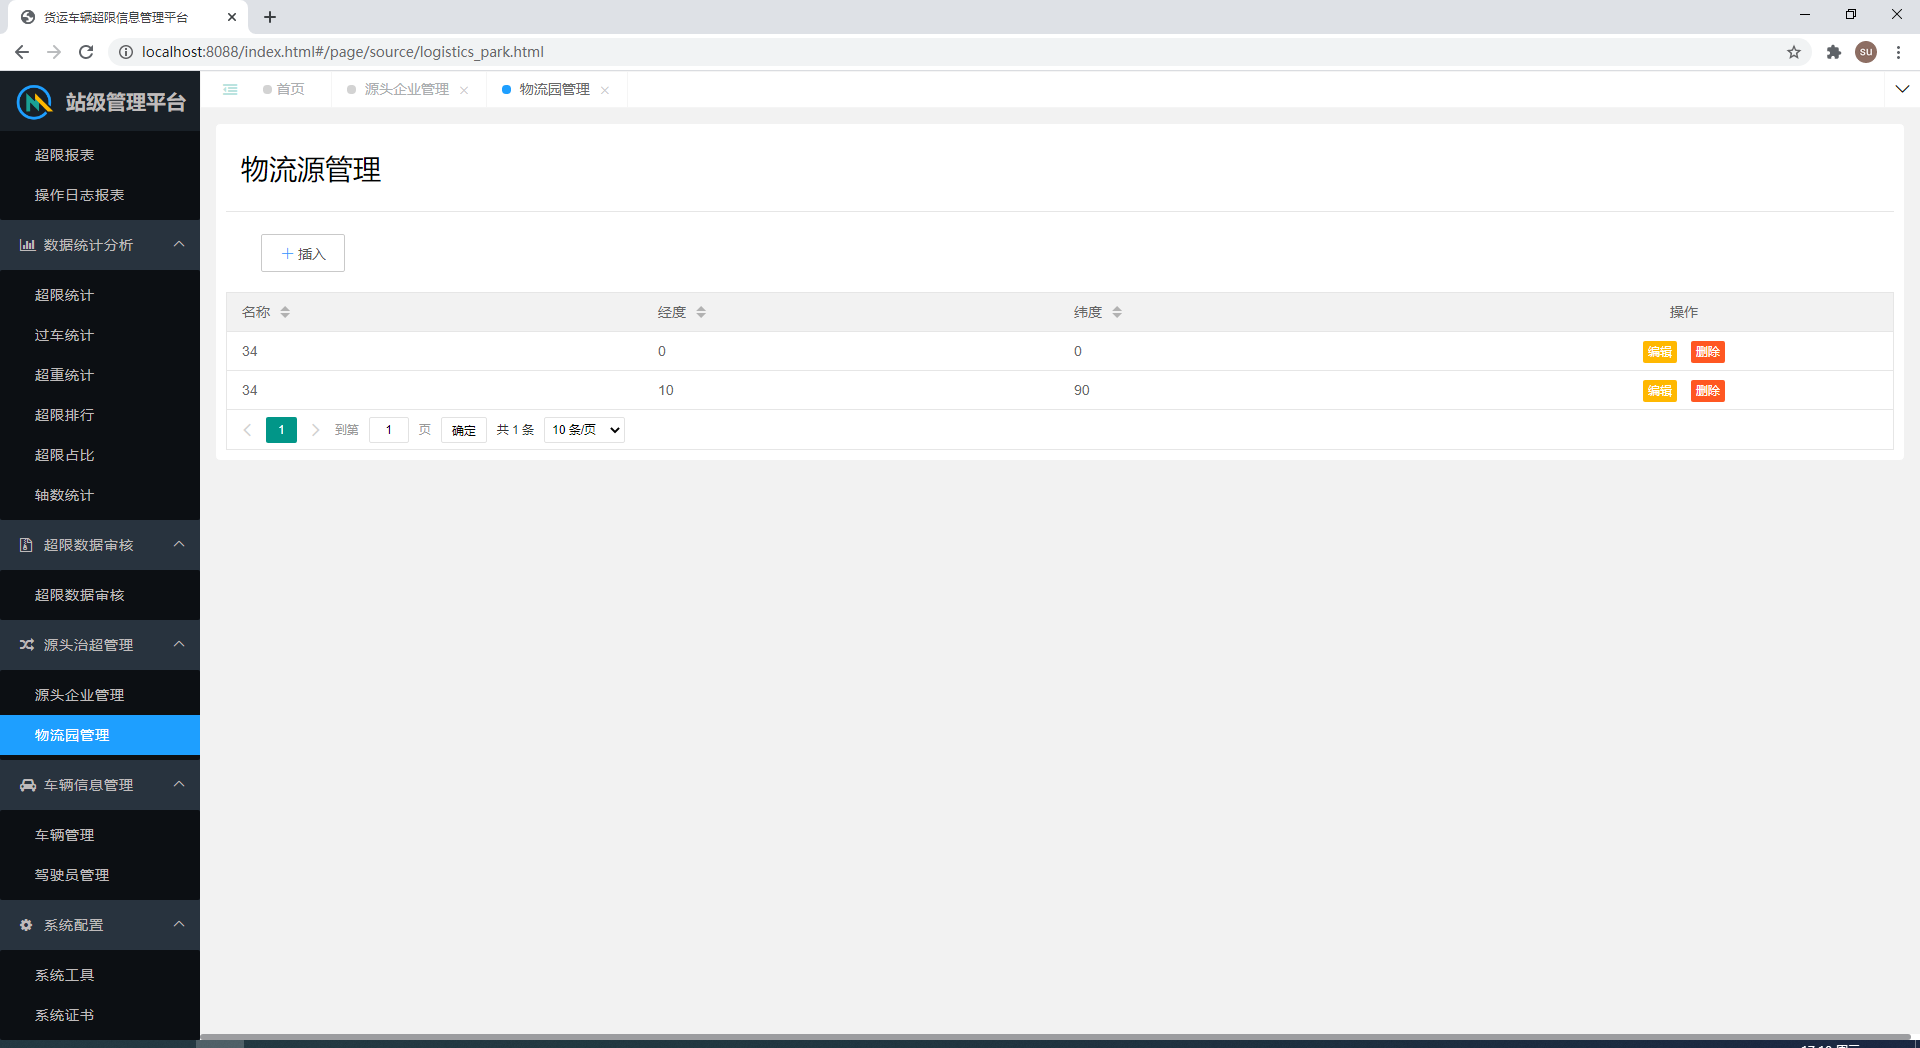 货运车辆超限信息管理平台
localhost:8088/index.html#/page/source/logistics_park.html
su
站级管理平台
首页
源头企业管理
物流园管理
超限报表
操作日志报表
数据统计分析
超限统计
过车统计
超重统计
超限排行
超限占比
轴数统计
超限数据审核
超限数据审核
源头治超管理
源头企业管理
物流园管理
车辆信息管理
车辆管理
驾驶员管理
系统配置
系统工具
系统证书
物流源管理
插入
名称 经度 纬度 操作
34 0 0 编辑 删除
34 10 90 编辑 删除
1 到第 1 页 确定 共 1 条 10 条/页